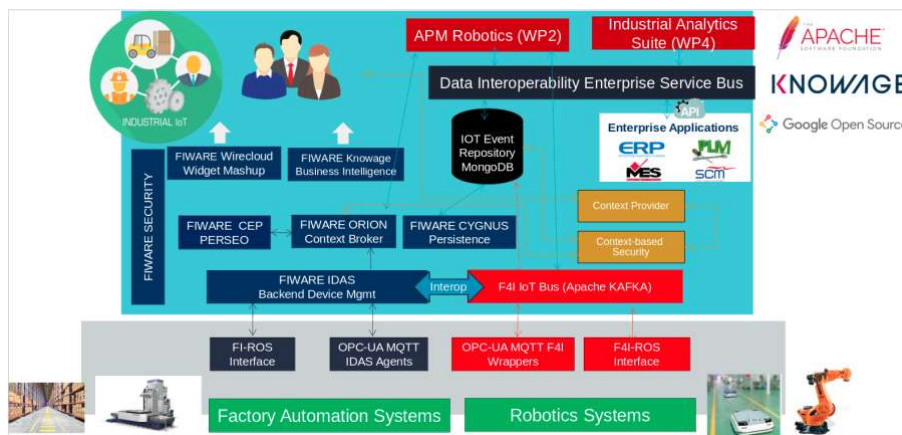 APM Robotics (WP2)
Industrial Analytics
Suite (WP4)
THE
APACHE
SOFTWARE FOUNDATION
Data Interoperability Enterprise Service Bus
KNOWAGE
Google Open Source
INDUSTRIAL IoT
API
Enterprise Applications
ERP
PLM
MES
SCM
IOT Event
Repository
MongoDB
FIWARE SECURITY
FIWARE Wirecloud
Widget Mashup
FIWARE Knowage
Business Intelligence
Context Provider
FIWARE CEP
PERSEO
FIWARE ORION
Context Broker
FIWARE CYGNUS
Persistence
Context-based
Security
FIWARE IDAS
Backend Device Mgmt
Interop
F4I IoT Bus (Apache KAFKA)
FI-ROS
Interface
OPC-UA MQTT
IDAS Agents
OPC-UA MQTT F4I
Wrappers
F4I-ROS
Interface
Factory Automation Systems
Robotics Systems